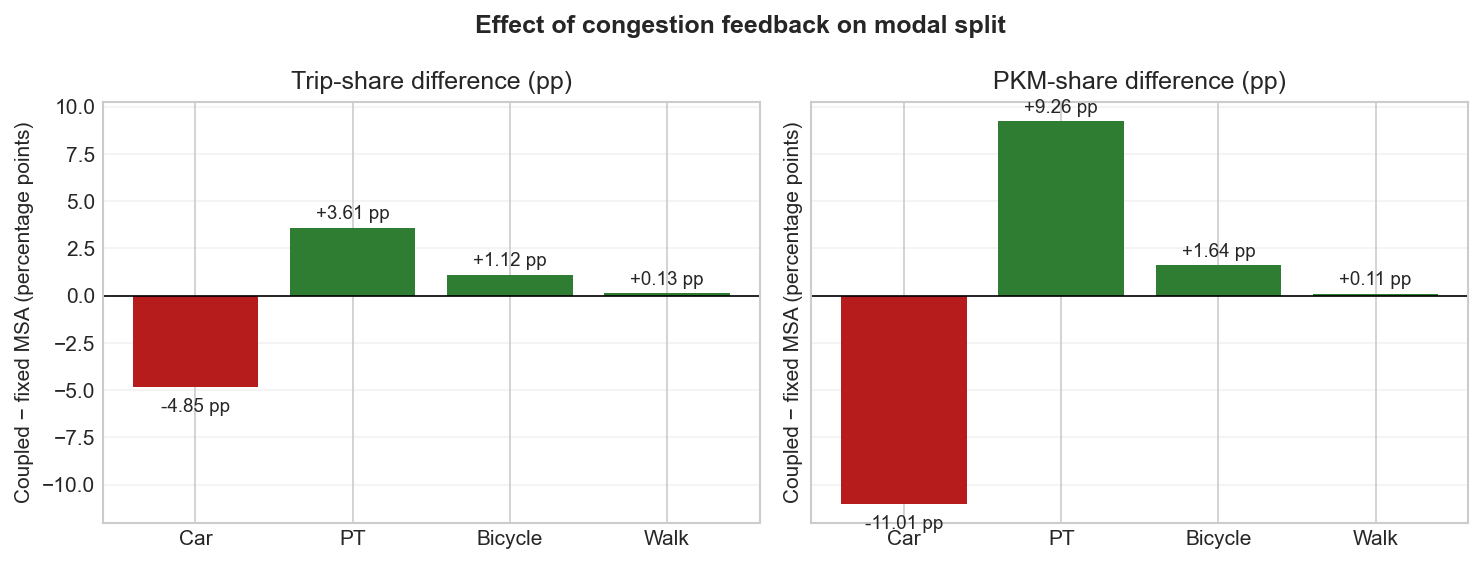 Effect of congestion feedback on modal split
Trip-share difference (pp)
Coupled − fixed MSA (percentage points)
10.0
7.5
5.0
2.5
0.0
−2.5
−5.0
−7.5
−10.0
-4.85 pp
+3.61 pp
+1.12 pp
+0.13 pp
Car
PT
Bicycle
Walk
PKM-share difference (pp)
Coupled − fixed MSA (percentage points)
-11.01 pp
+9.26 pp
+1.64 pp
+0.11 pp
Car
PT
Bicycle
Walk